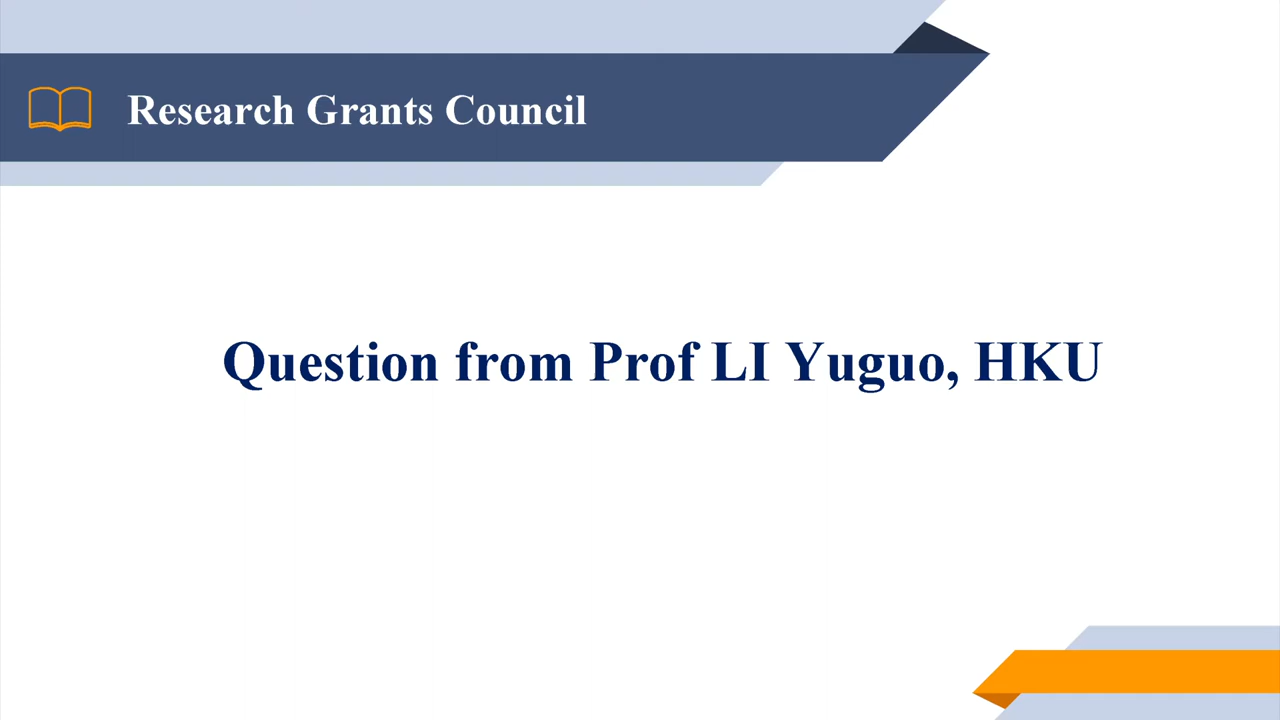 Research Grants Council
Question from Prof LI Yuguo, HKU